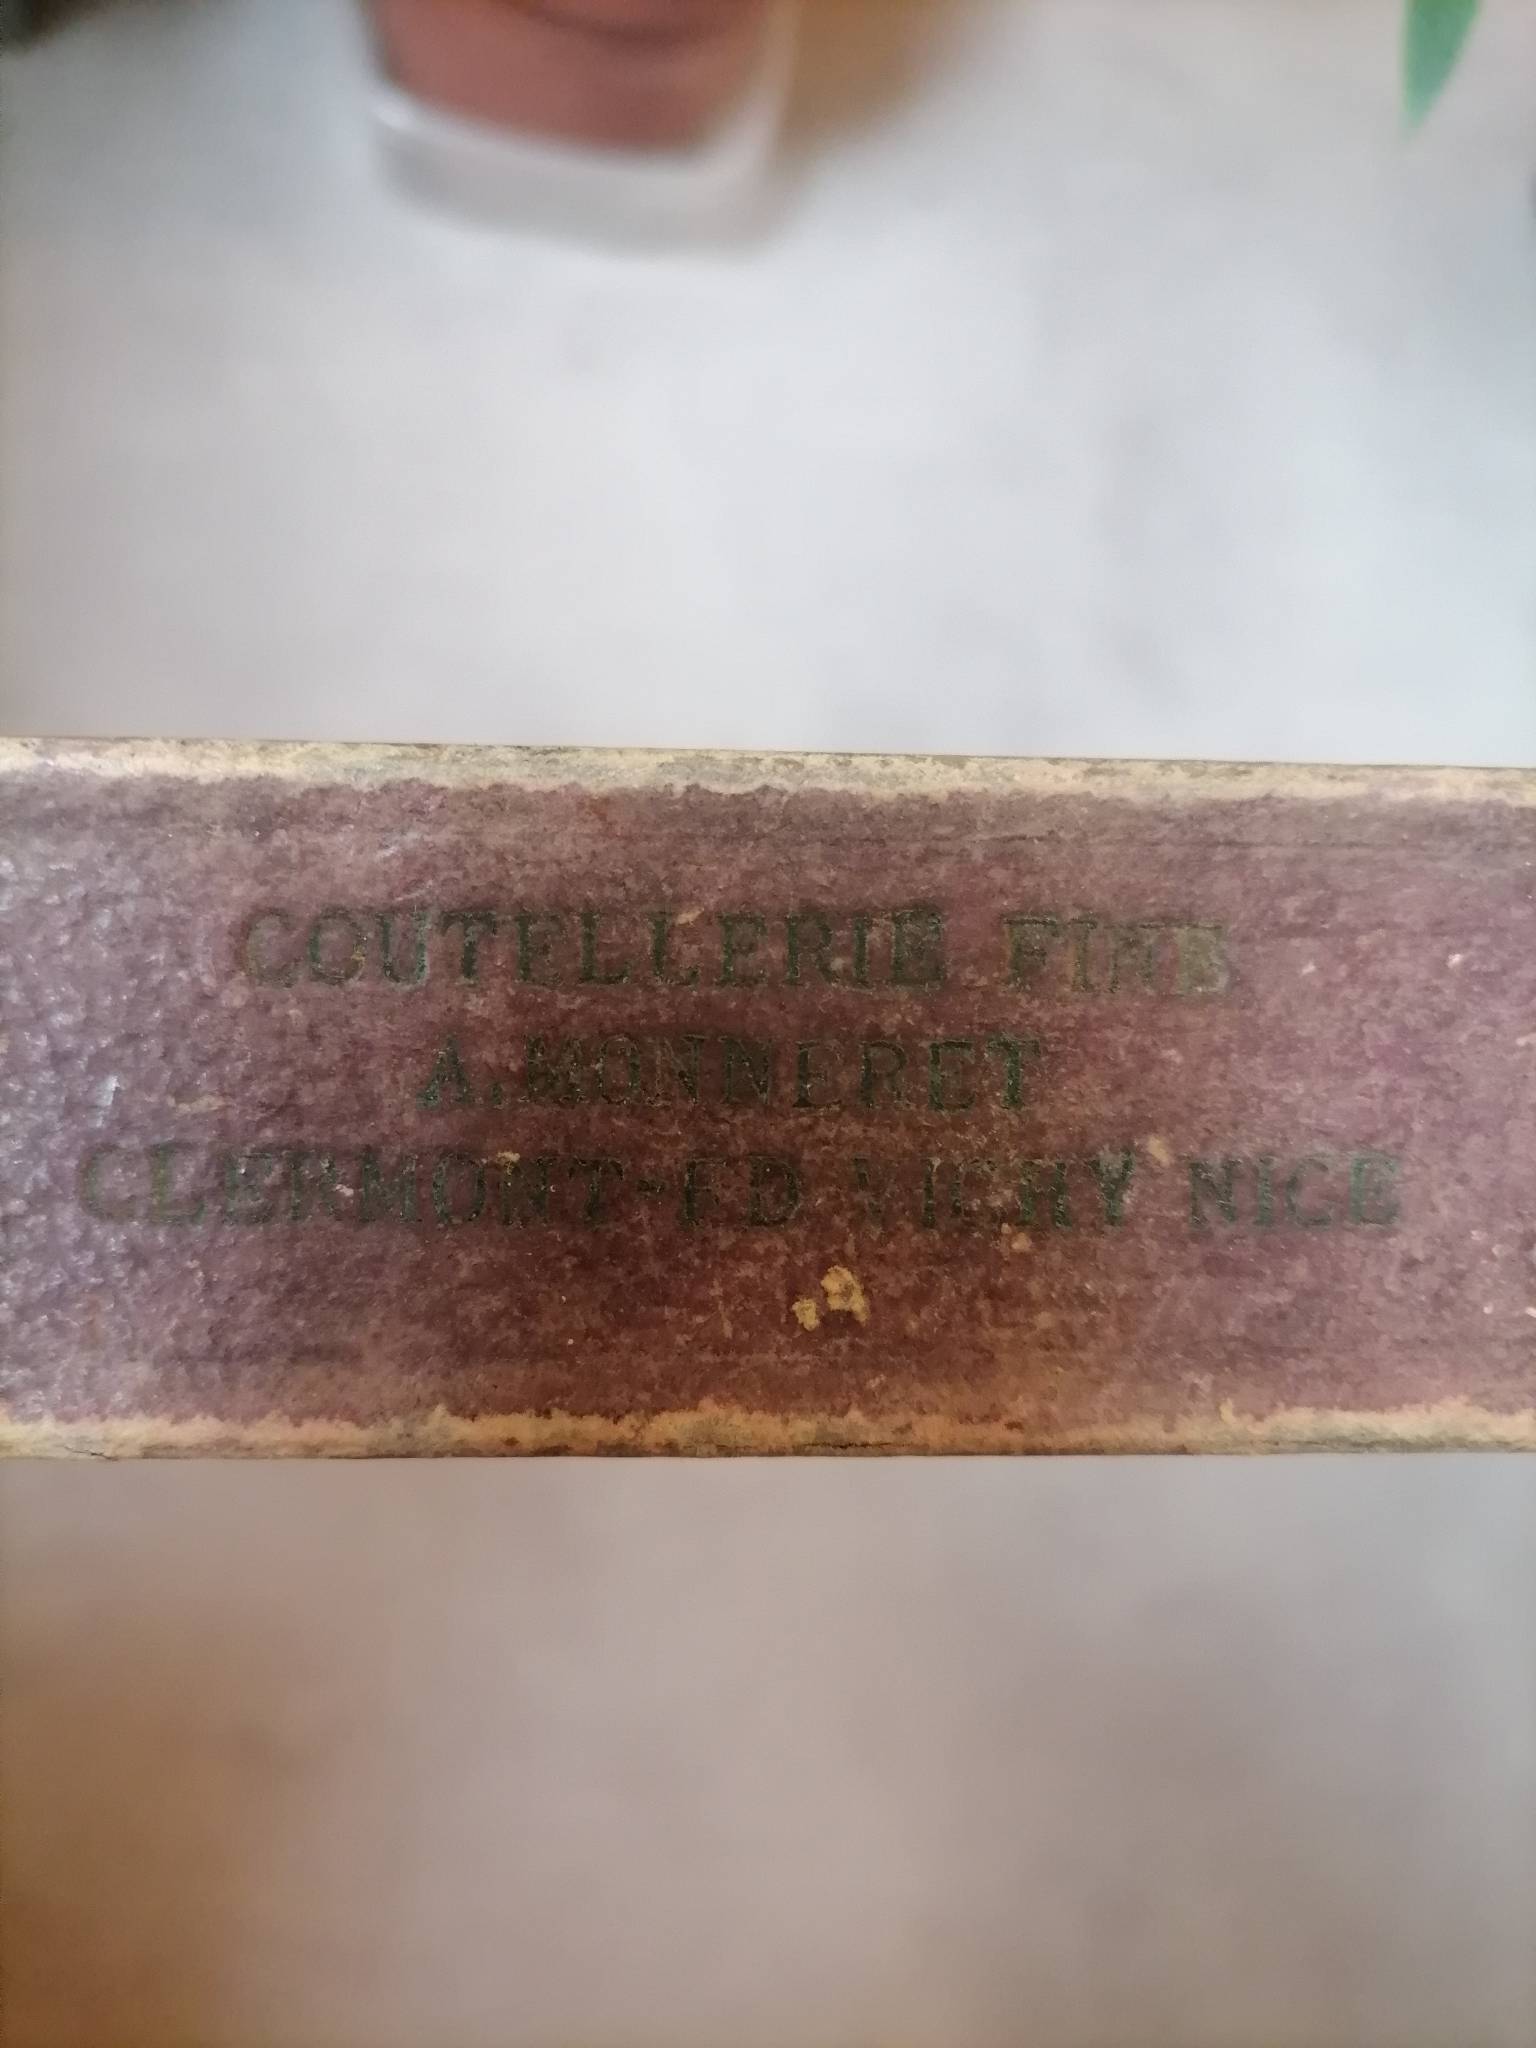 COUTELLERIE FINE
A. MONNERET
CLERMONT-FD VICHY NICE